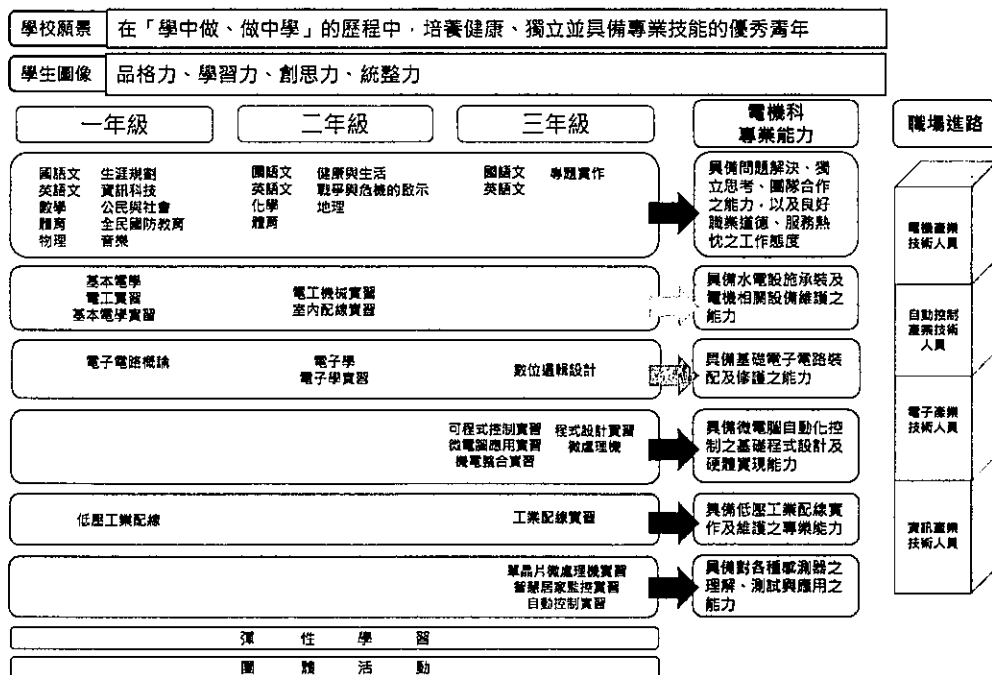 學校願景
在「學中做、做中學」的歷程中，培養健康、獨立並具備專業技能的優秀青年
學生圖像
品格力、學習力、創思力、統整力
一年級
二年級
三年級
電機科
專業能力
職場進路
國語文 生涯規劃
英語文 資訊科技
數學 公民與社會
體育 全民國防教育
物理 音樂
國語文 健康與生活
英語文 戰爭與危機的啟示
化學 地理
體育
國語文 專題實作
英語文
具備問題解決、獨
立思考、團隊合作
之能力，以及良好
職業道德、服務熱
忱之工作態度
基本電學
電工實習
基本電學實習
電工機械實習
室內配線實習
具備水電設施承裝及
電機相關設備維護之
能力
電子電路概論
電子學
電子學實習
數位邏輯設計
具備基礎電子電路裝
配及修護之能力
可程式控制實習 程式設計實習
微電腦應用實習 微處理機
機電整合實習
具備微電腦自動化控
制之基礎程式設計及
硬體實現能力
低壓工業配線
工業配線實習
具備低壓工業配線實
作及維護之專業能力
單晶片微處理機實習
智慧居家監控實習
自動控制實習
具備對各種感測器之
理解、測試與應用之
能力
電機產業
技術人員
自動控制
產業技術
人員
電子產業
技術人員
資訊產業
技術人員
彈性學習
團體活動